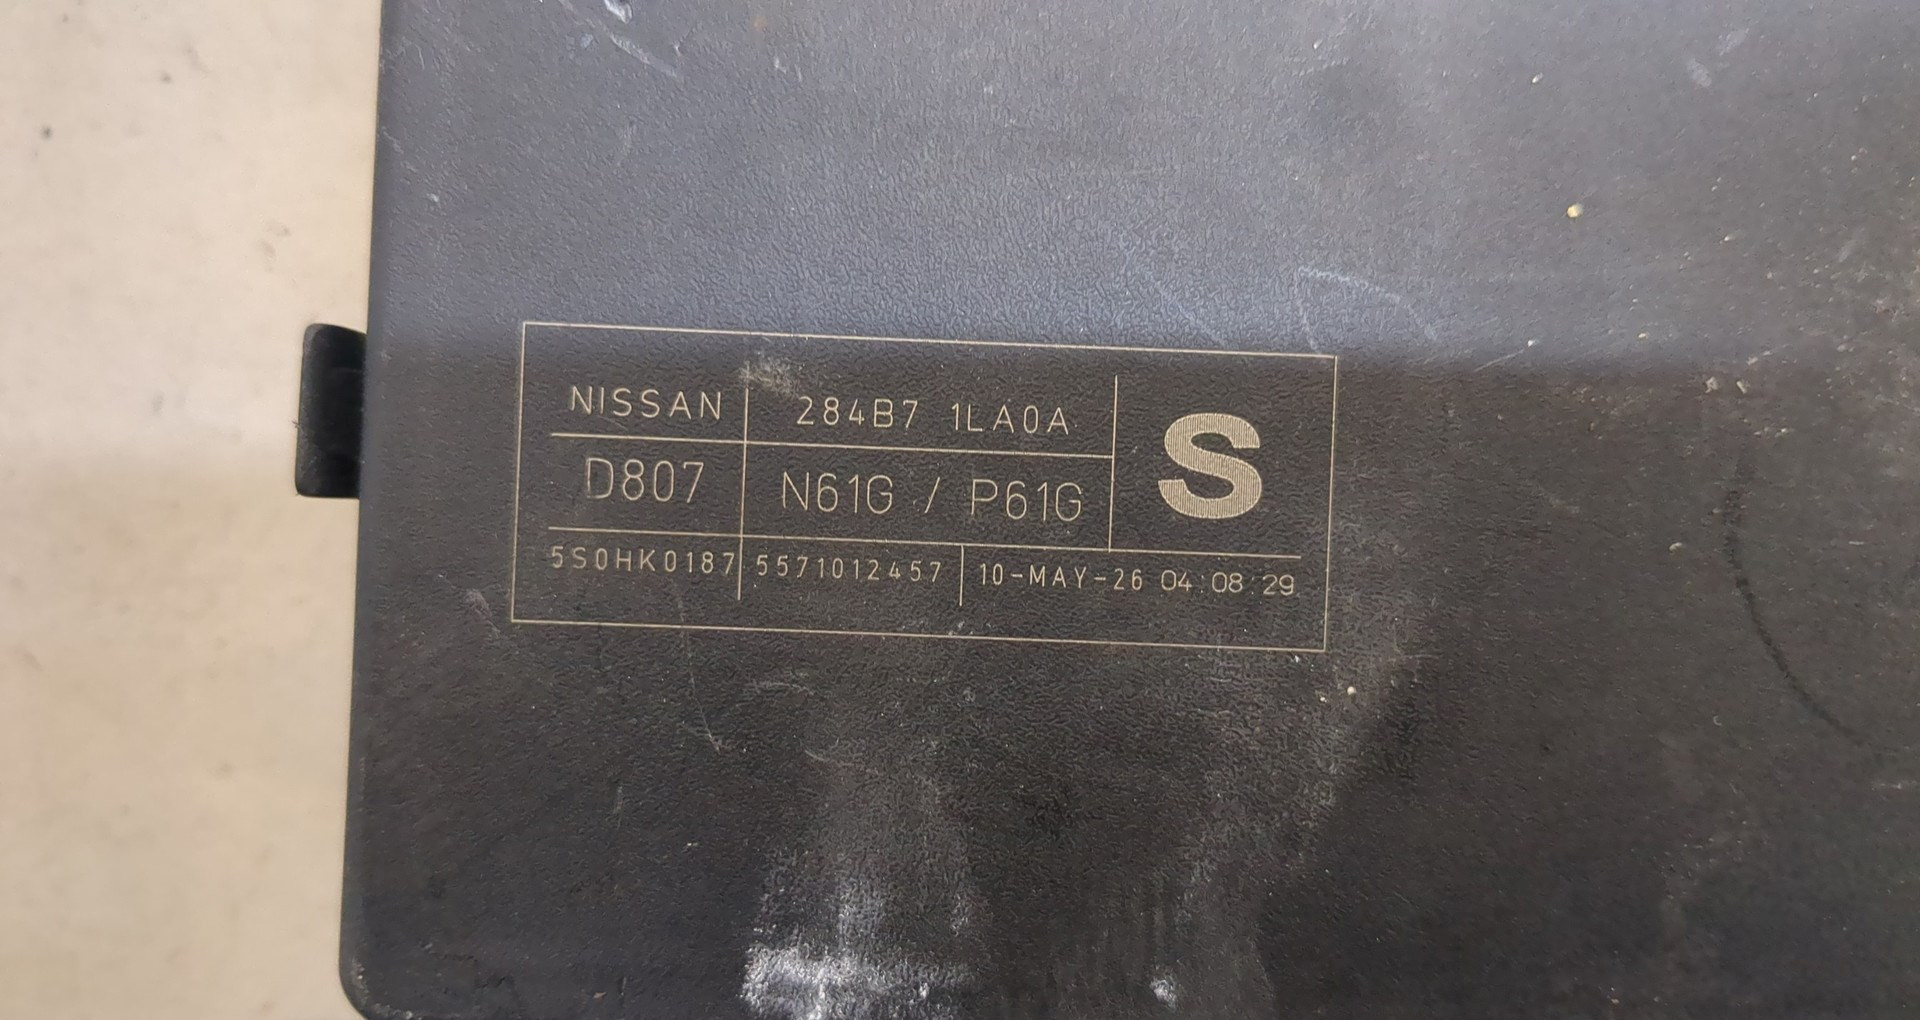 NISSAN 284B7 1LA0A S
D807 N61G / P61G
5S0HK0187 5571012457 10-MAY-26 04:08:29